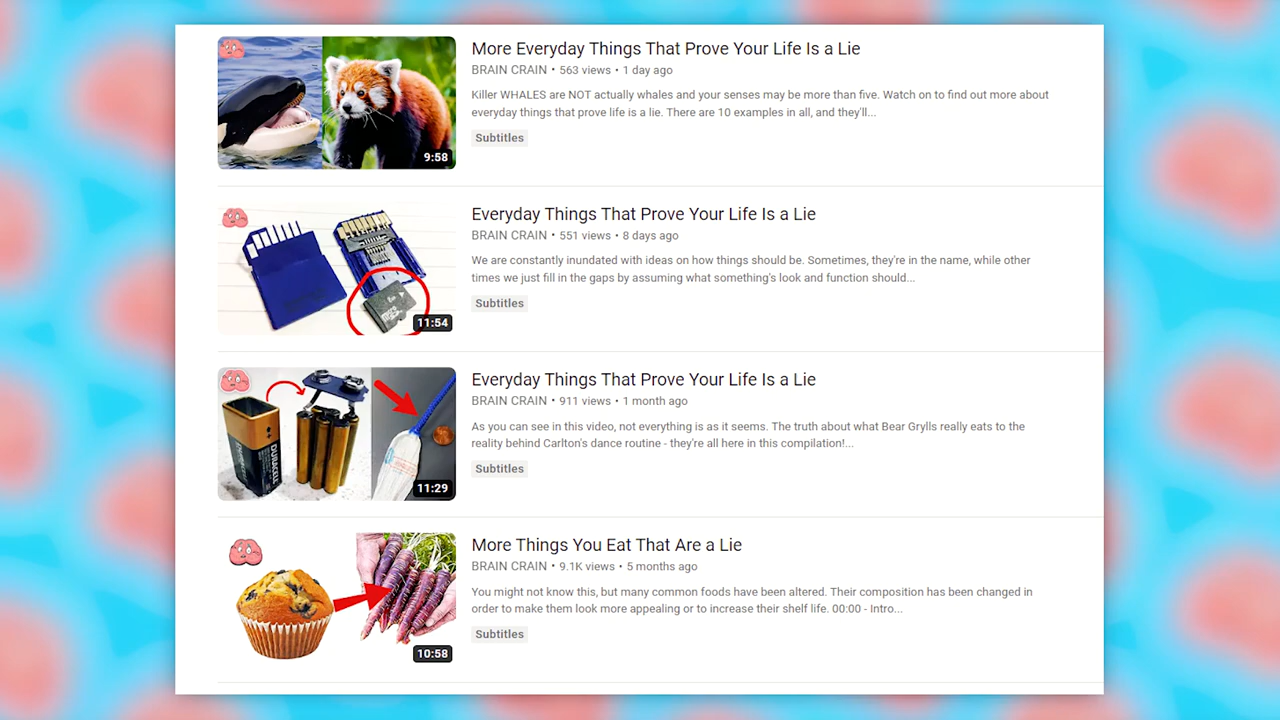 More Everyday Things That Prove Your Life Is a Lie
BRAIN CRAIN • 563 views • 1 day ago
Killer WHALES are NOT actually whales and your senses may be more than five. Watch on to find out more about
everyday things that prove life is a lie. There are 10 examples in all, and they'll...
9:58
Subtitles
Everyday Things That Prove Your Life Is a Lie
BRAIN CRAIN • 551 views • 8 days ago
We are constantly inundated with ideas on how things should be. Sometimes, they're in the name, while other
times we just fill in the gaps by assuming what something's look and function should...
Subtitles
11:54
Everyday Things That Prove Your Life Is a Lie
BRAIN CRAIN • 911 views • 1 month ago
As you can see in this video, not everything is as it seems. The truth about what Bear Grylls really eats to the
reality behind Carlton's dance routine - they're all here in this compilation!...
DURACELL
Subtitles
11:29
More Things You Eat That Are a Lie
BRAIN CRAIN • 9.1K views • 5 months ago
You might not know this, but many common foods have been altered. Their composition has been changed in
order to make them look more appealing or to increase their shelf life. 00:00 - Intro...
Subtitles
10:58